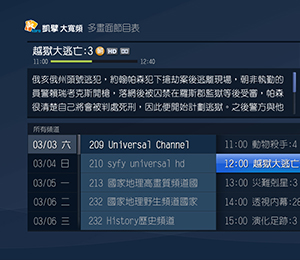 凱擘 大寬頻 多畫面節目表
越獄大逃亡:3 HD
11:00 12:40
俄亥俄州頭號逃犯，約翰帕森犯下搶劫案後逃離現場，朝非執勤的
員警賴瑞考克斯開槍，落網後被囚禁在羅斯郡監獄等後受審，帕森
很清楚自己將會被判處死刑，因此便開始計劃逃獄。之後警方與他
所有頻道
03/03 六 209 Universal Channel 11:00 動物殺手:4
03/04 日 210 syfy universal hd 12:00 越獄大逃亡
03/05 一 213 國家地理高畫質頻道國 13:00 災難剋星:3
03/06 二 232 國家地理野生頻道國家 14:00 透視內幕:28
03/06 三 232 History歷史頻道 15:00 演化足跡:3